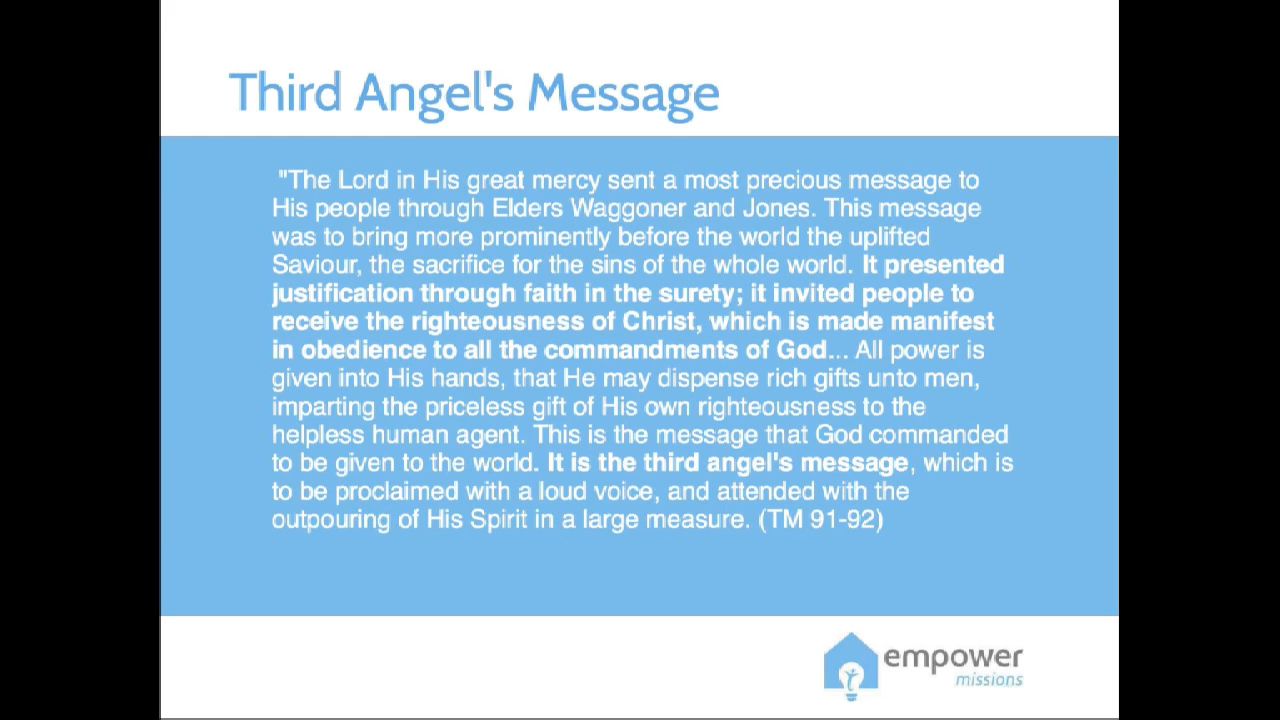 Third Angel's Message
"The Lord in His great mercy sent a most precious message to
His people through Elders Waggoner and Jones. This message
was to bring more prominently before the world the uplifted
Saviour, the sacrifice for the sins of the whole world. It presented
justification through faith in the surety; it invited people to
receive the righteousness of Christ, which is made manifest
in obedience to all the commandments of God... All power is
given into His hands, that He may dispense rich gifts unto men,
imparting the priceless gift of His own righteousness to the
helpless human agent. This is the message that God commanded
to be given to the world. It is the third angel's message, which is
to be proclaimed with a loud voice, and attended with the
outpouring of His Spirit in a large measure. (TM 91-92)
empower
missions